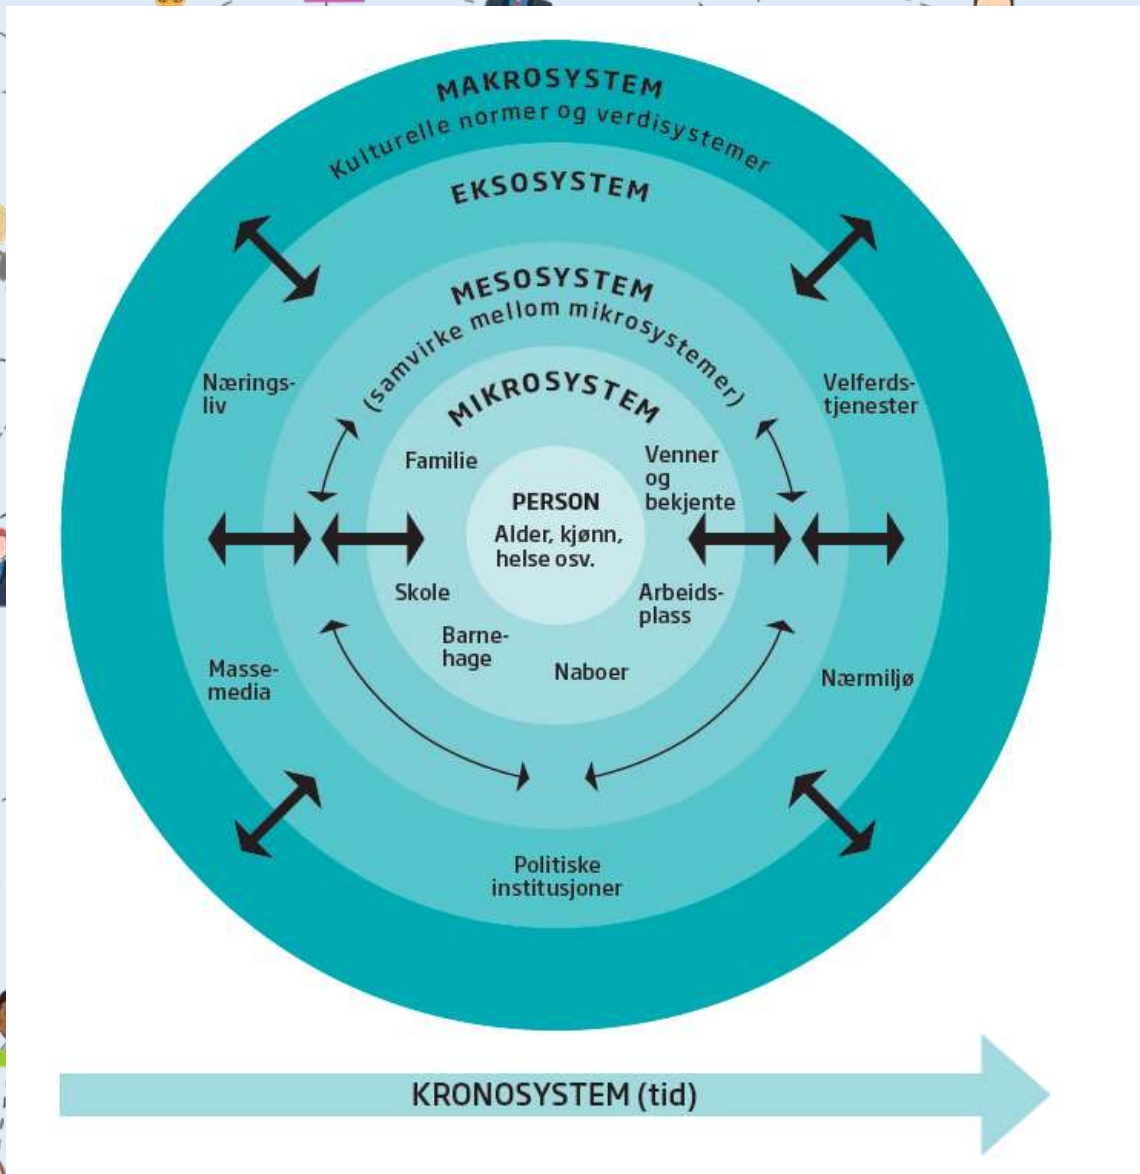 MAKROSYSTEM
Kulturelle normer og verdisystemer
EKSOSYSTEM
MESOSYSTEM
(samvirke mellom mikrosystemer)
MIKROSYSTEM
Nærings-
liv
Velferds-
tjenester
Familie
Venner
og
bekjente
PERSON
Alder, kjønn,
helse osv.
Skole
Arbeids-
plass
Barne-
hage
Naboer
Masse-
media
Nærmiljø
Politiske
institusjoner
KRONOSYSTEM (tid)